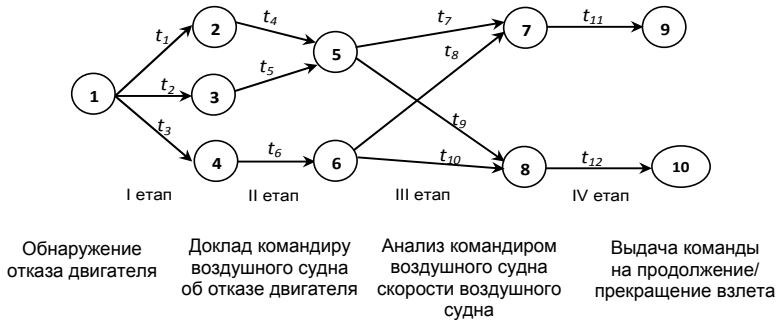 2
t4
t7
7
t11
9
t1
t8
5
t5
t2
1
3
t3
t9
t6
t10
t12
4
6
8
10
I етап
II етап
III етап
IV етап
Обнаружение
отказа двигателя
Доклад командиру
воздушного судна
об отказе двигателя
Анализ командиром
воздушного судна
скорости воздушного
судна
Выдача команды
на продолжение/
прекращение взлета